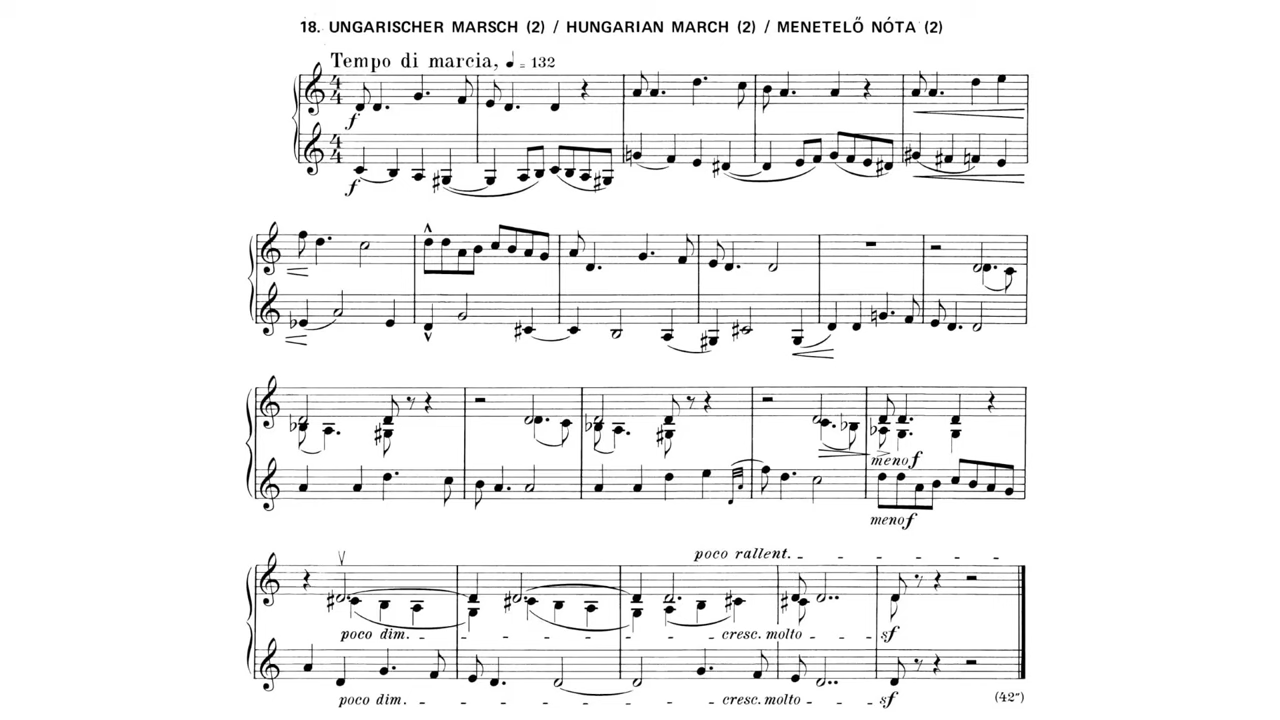 18. UNGARISCHER MARSCH (2) / HUNGARIAN MARCH (2) / MENETELŐ NÓTA (2)
Tempo di marcia, ♩ = 132
f
f
meno f
meno f
poco rallent.
poco dim. cresc. molto sf
poco dim. cresc. molto sf
(42")